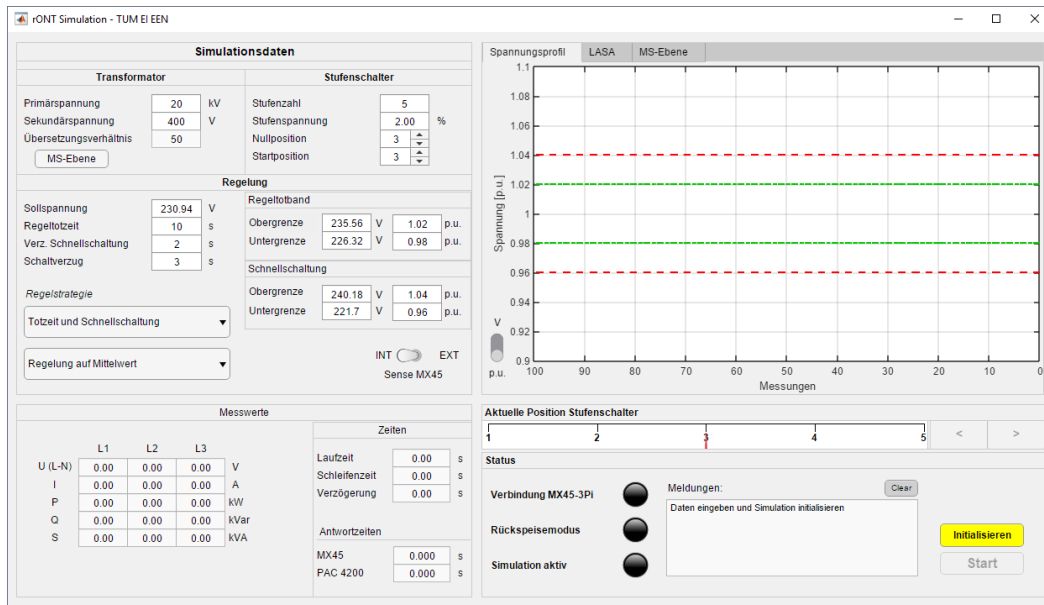 rONT Simulation - TUM EI EEN
Simulationsdaten
Transformator
Primärspannung 20 kV
Sekundärspannung 400 V
Übersetzungsverhältnis 50
MS-Ebene
Stufenschalter
Stufenzahl 5
Stufenspannung 2.00 %
Nullposition 3
Startposition 3
Regelung
Sollspannung 230.94 V
Regeltotzeit 10 s
Verz. Schnellschaltung 2 s
Schaltverzug 3 s
Regelstrategie
Totzeit und Schnellschaltung
Regelung auf Mittelwert
Regeltotband
Obergrenze 235.56 V 1.02 p.u.
Untergrenze 226.32 V 0.98 p.u.
Schnellschaltung
Obergrenze 240.18 V 1.04 p.u.
Untergrenze 221.7 V 0.96 p.u.
INT EXT
Sense MX45
Spannungsprofil LASA MS-Ebene
1.1
1.08
1.06
1.04
1.02
1
0.98
0.96
0.94
0.92
0.9
Spannung [p.u.]
V
p.u.
100 90 80 70 60 50 40 30 20 10 0
Messungen
Messwerte
L1 L2 L3
U (L-N) 0.00 0.00 0.00 V
I 0.00 0.00 0.00 A
P 0.00 0.00 0.00 kW
Q 0.00 0.00 0.00 kVar
S 0.00 0.00 0.00 kVA
Zeiten
Laufzeit 0.00 s
Schleifenzeit 0.00 s
Verzögerung 0.00 s
Antwortzeiten
MX45 0.000 s
PAC 4200 0.000 s
Aktuelle Position Stufenschalter
1 2 3 4 5
< >
Status
Verbindung MX45-3Pi
Rückspeisemodus
Simulation aktiv
Meldungen: Clear
Daten eingeben und Simulation initialisieren
Initialisieren
Start